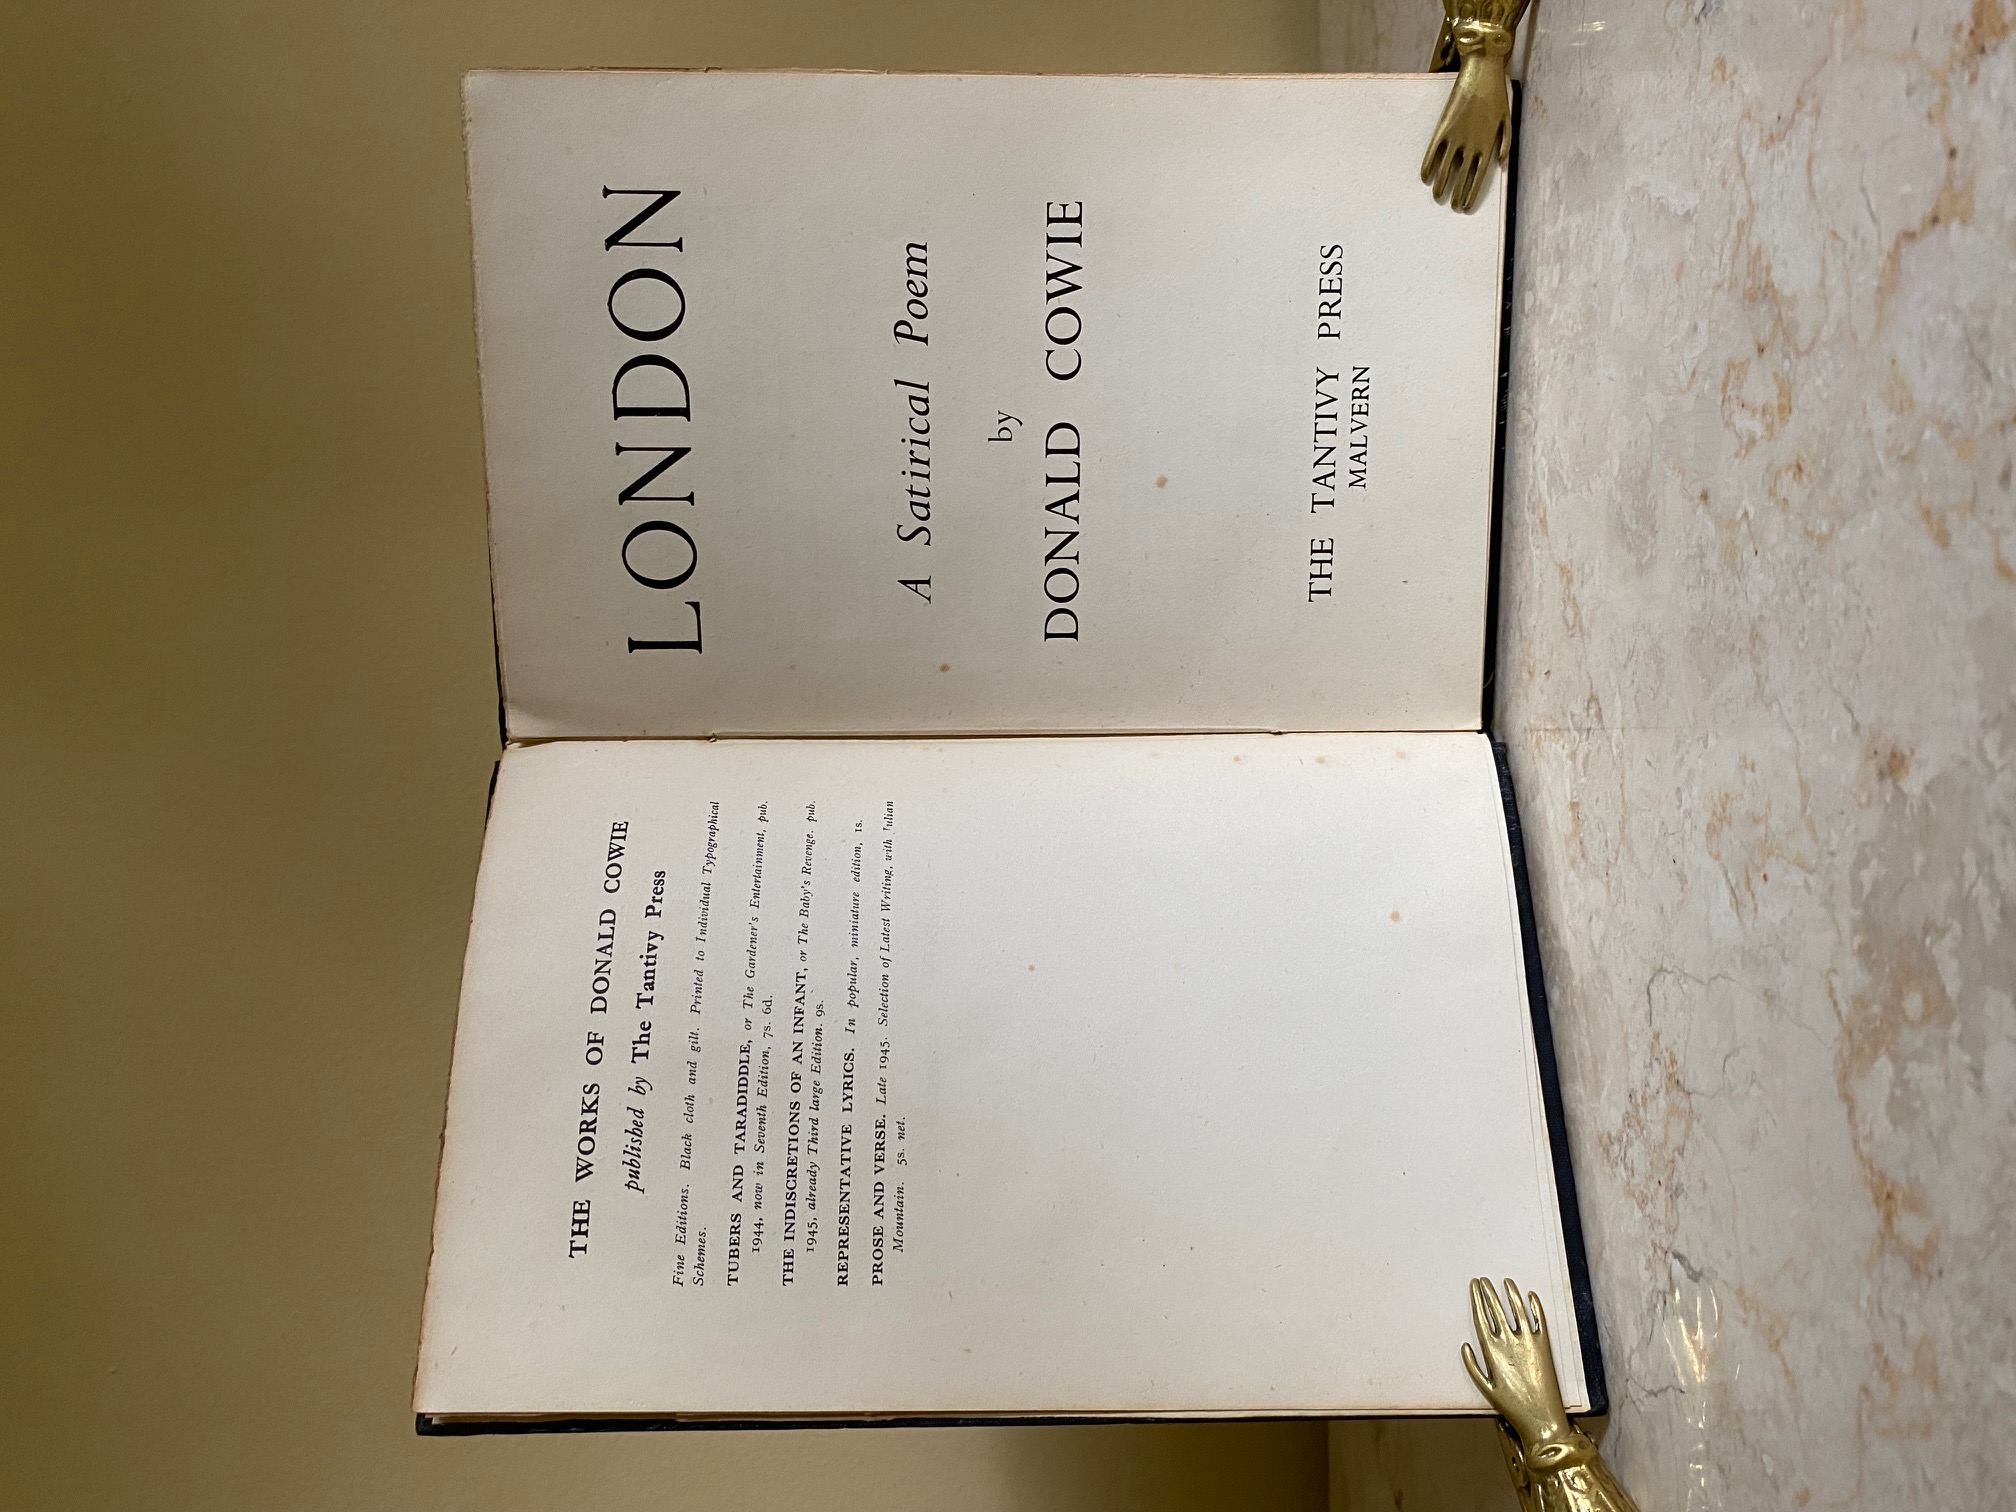 THE WORKS OF DONALD COWIE
published by The Tantivy Press
Fine Editions. Black cloth and gilt. Printed to Individual Typographical
Schemes.
TUBERS AND TARADIDDLE, or The Gardener's Entertainment, pub.
1944, now in Seventh Edition, 7s. 6d.
THE INDISCRETIONS OF AN INFANT, or The Baby's Revenge. pub.
1945, already Third large Edition. 9s.
REPRESENTATIVE LYRICS. In popular, miniature edition, 1s.
PROSE AND VERSE. Late 1945. Selection of Latest Writing, with Julian
Mountain. 5s. net.
LONDON
A Satirical Poem
by
DONALD COWIE
THE TANTIVY PRESS
MALVERN